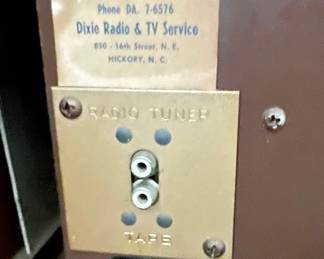 Phone DA. 7-6576
Dixie Radio & TV Service
850 - 16th Street, N. E.
HICKORY, N. C.
RADIO TUNER
TAPE